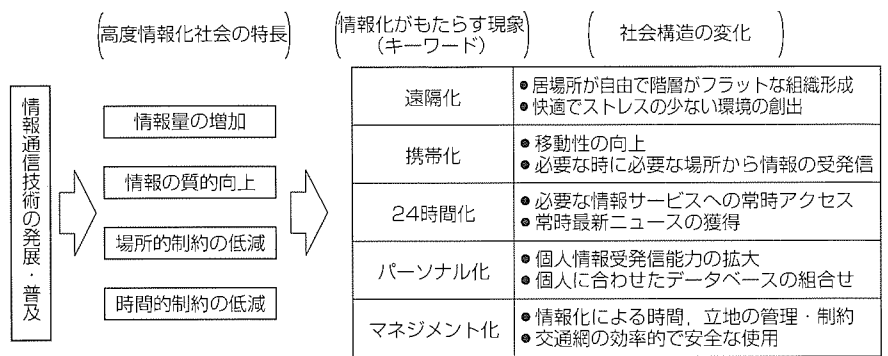 高度情報化社会の特長
情報化がもたらす現象
(キーワード)
社会構造の変化
情報通信技術の発展・普及
情報量の増加
情報の質的向上
場所的制約の低減
時間的制約の低減
遠隔化
●居場所が自由で階層がフラットな組織形成
●快適でストレスの少ない環境の創出
携帯化
●移動性の向上
●必要な時に必要な場所から情報の受発信
24時間化
●必要な情報サービスへの常時アクセス
●常時最新ニュースの獲得
パーソナル化
●個人情報受発信能力の拡大
●個人に合わせたデータベースの組合せ
マネジメント化
●情報化による時間，立地の管理・制約
●交通網の効率的で安全な使用